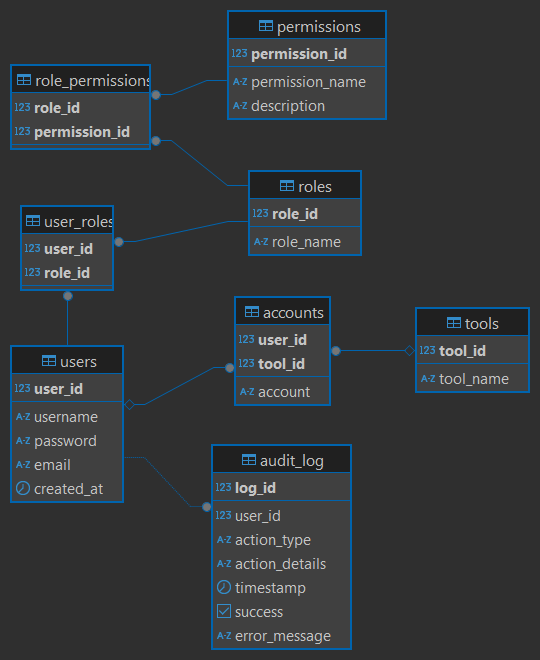 permissions
123 permission_id
A-Z permission_name
A-Z description
role_permissions
123 role_id
123 permission_id
roles
123 role_id
A-Z role_name
user_roles
123 user_id
123 role_id
accounts
123 user_id
123 tool_id
A-Z account
tools
123 tool_id
A-Z tool_name
users
123 user_id
A-Z username
A-Z password
A-Z email
created_at
audit_log
123 log_id
123 user_id
A-Z action_type
A-Z action_details
timestamp
success
A-Z error_message